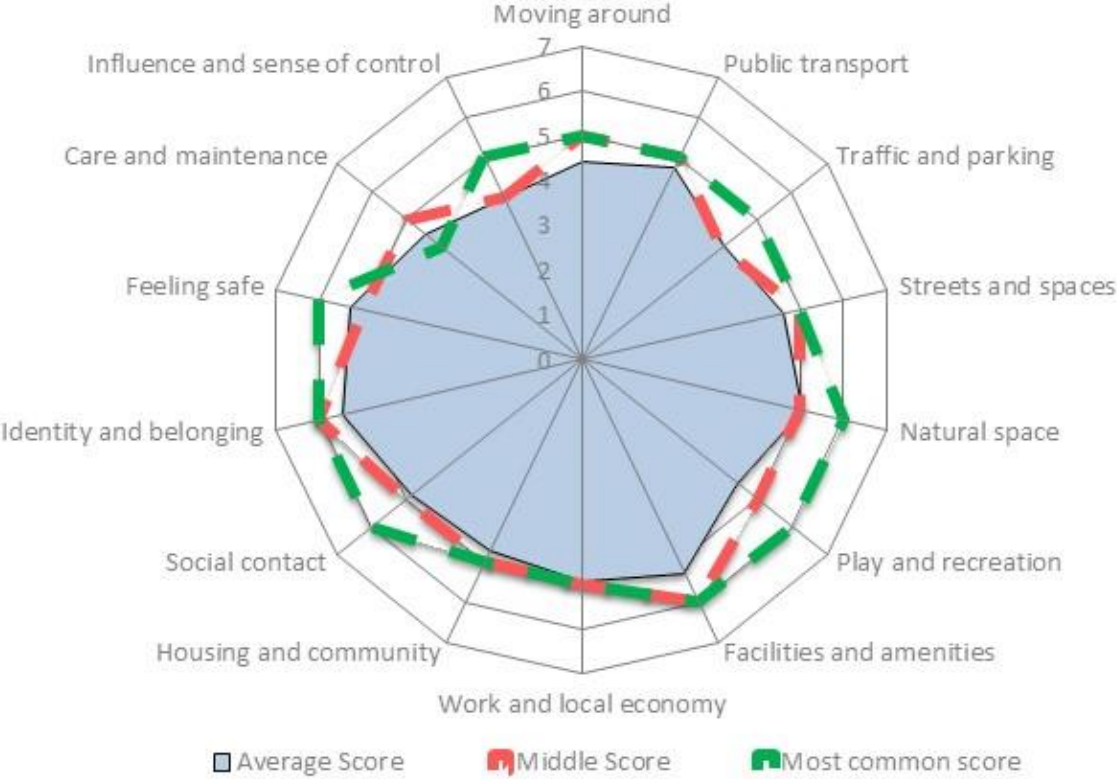 Moving around
7
Influence and sense of control
Public transport
6
5
Care and maintenance
Traffic and parking
4
3
Feeling safe
2
Streets and spaces
1
0
Identity and belonging
Natural space
Social contact
Play and recreation
Housing and community
Facilities and amenities
Work and local economy
Average Score
Middle Score
Most common score